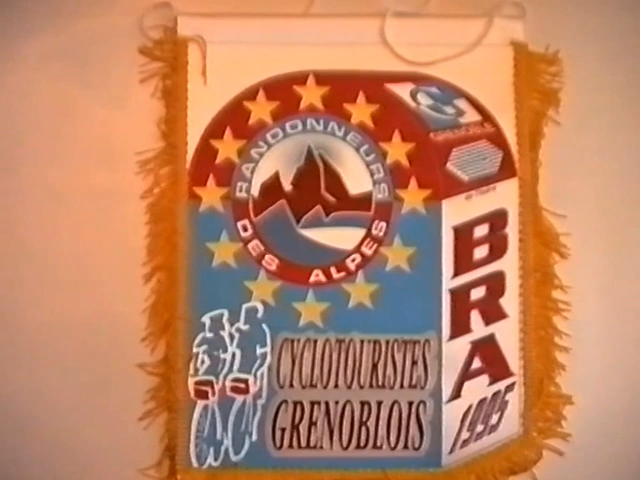 RANDONNEURS
DES ALPES
CYCLOTOURISTES
GRENOBLOIS
BRA
1995